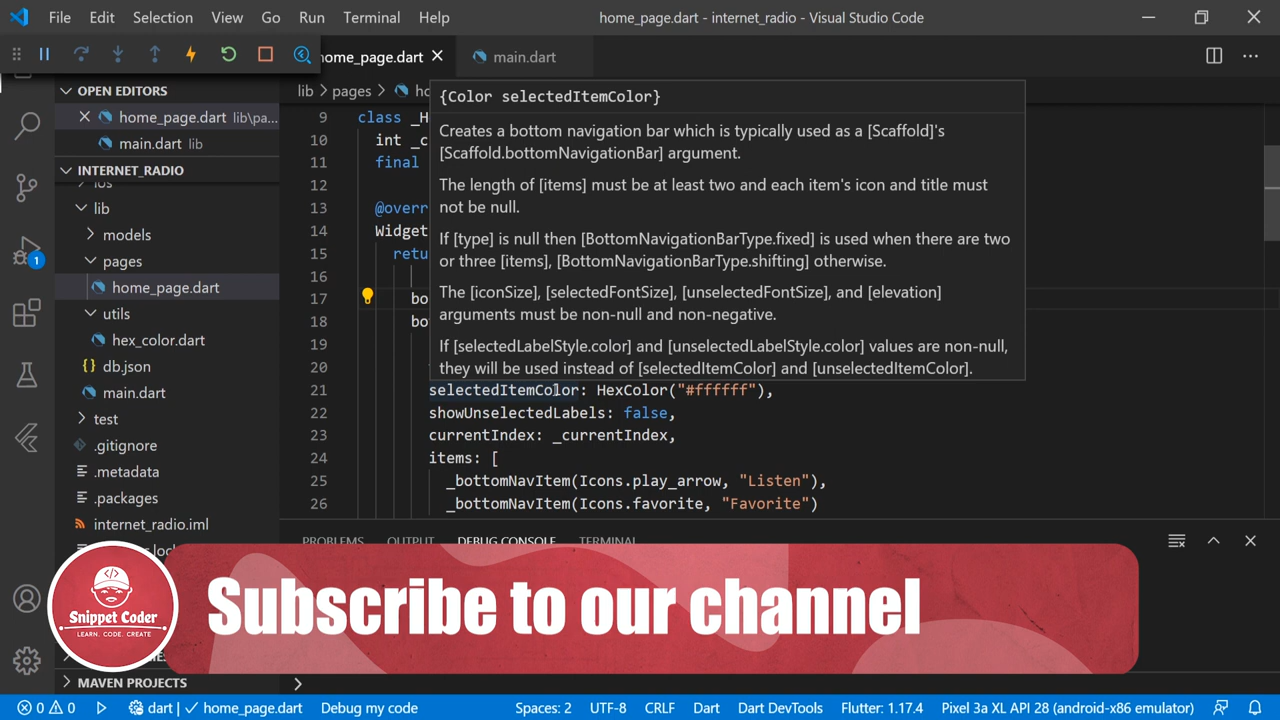 File Edit Selection View Go Run Terminal Help
home_page.dart - internet_radio - Visual Studio Code
home_page.dart
main.dart
OPEN EDITORS
home_page.dart lib\pa...
main.dart lib
INTERNET_RADIO
ios
lib
models
pages
home_page.dart
utils
hex_color.dart
db.json
main.dart
test
.gitignore
.metadata
.packages
internet_radio.iml
1
lib > pages >
{Color selectedItemColor}
Creates a bottom navigation bar which is typically used as a [Scaffold]'s
[Scaffold.bottomNavigationBar] argument.
The length of [items] must be at least two and each item's icon and title must
not be null.
If [type] is null then [BottomNavigationBarType.fixed] is used when there are two
or three [items], [BottomNavigationBarType.shifting] otherwise.
The [iconSize], [selectedFontSize], [unselectedFontSize], and [elevation]
arguments must be non-null and non-negative.
If [selectedLabelStyle.color] and [unselectedLabelStyle.color] values are non-null,
they will be used instead of [selectedItemColor] and [unselectedItemColor].
9 class _H
10 int _c
11 final
12
13 @overr
14 Widget
15 retu
16
17 bo
18 bo
19
20
21 selectedItemColor: HexColor("#ffffff"),
22 showUnselectedLabels: false,
23 currentIndex: _currentIndex,
24 items: [
25 _bottomNavItem(Icons.play_arrow, "Listen"),
26 _bottomNavItem(Icons.favorite, "Favorite")
PROBLEMS OUTPUT DEBUG CONSOLE TERMINAL
Snippet Coder
LEARN. CODE. CREATE
Subscribe to our channel
MAVEN PROJECTS
0 0 dart | home_page.dart Debug my code Spaces: 2 UTF-8 CRLF Dart Dart DevTools Flutter: 1.17.4 Pixel 3a XL API 28 (android-x86 emulator)